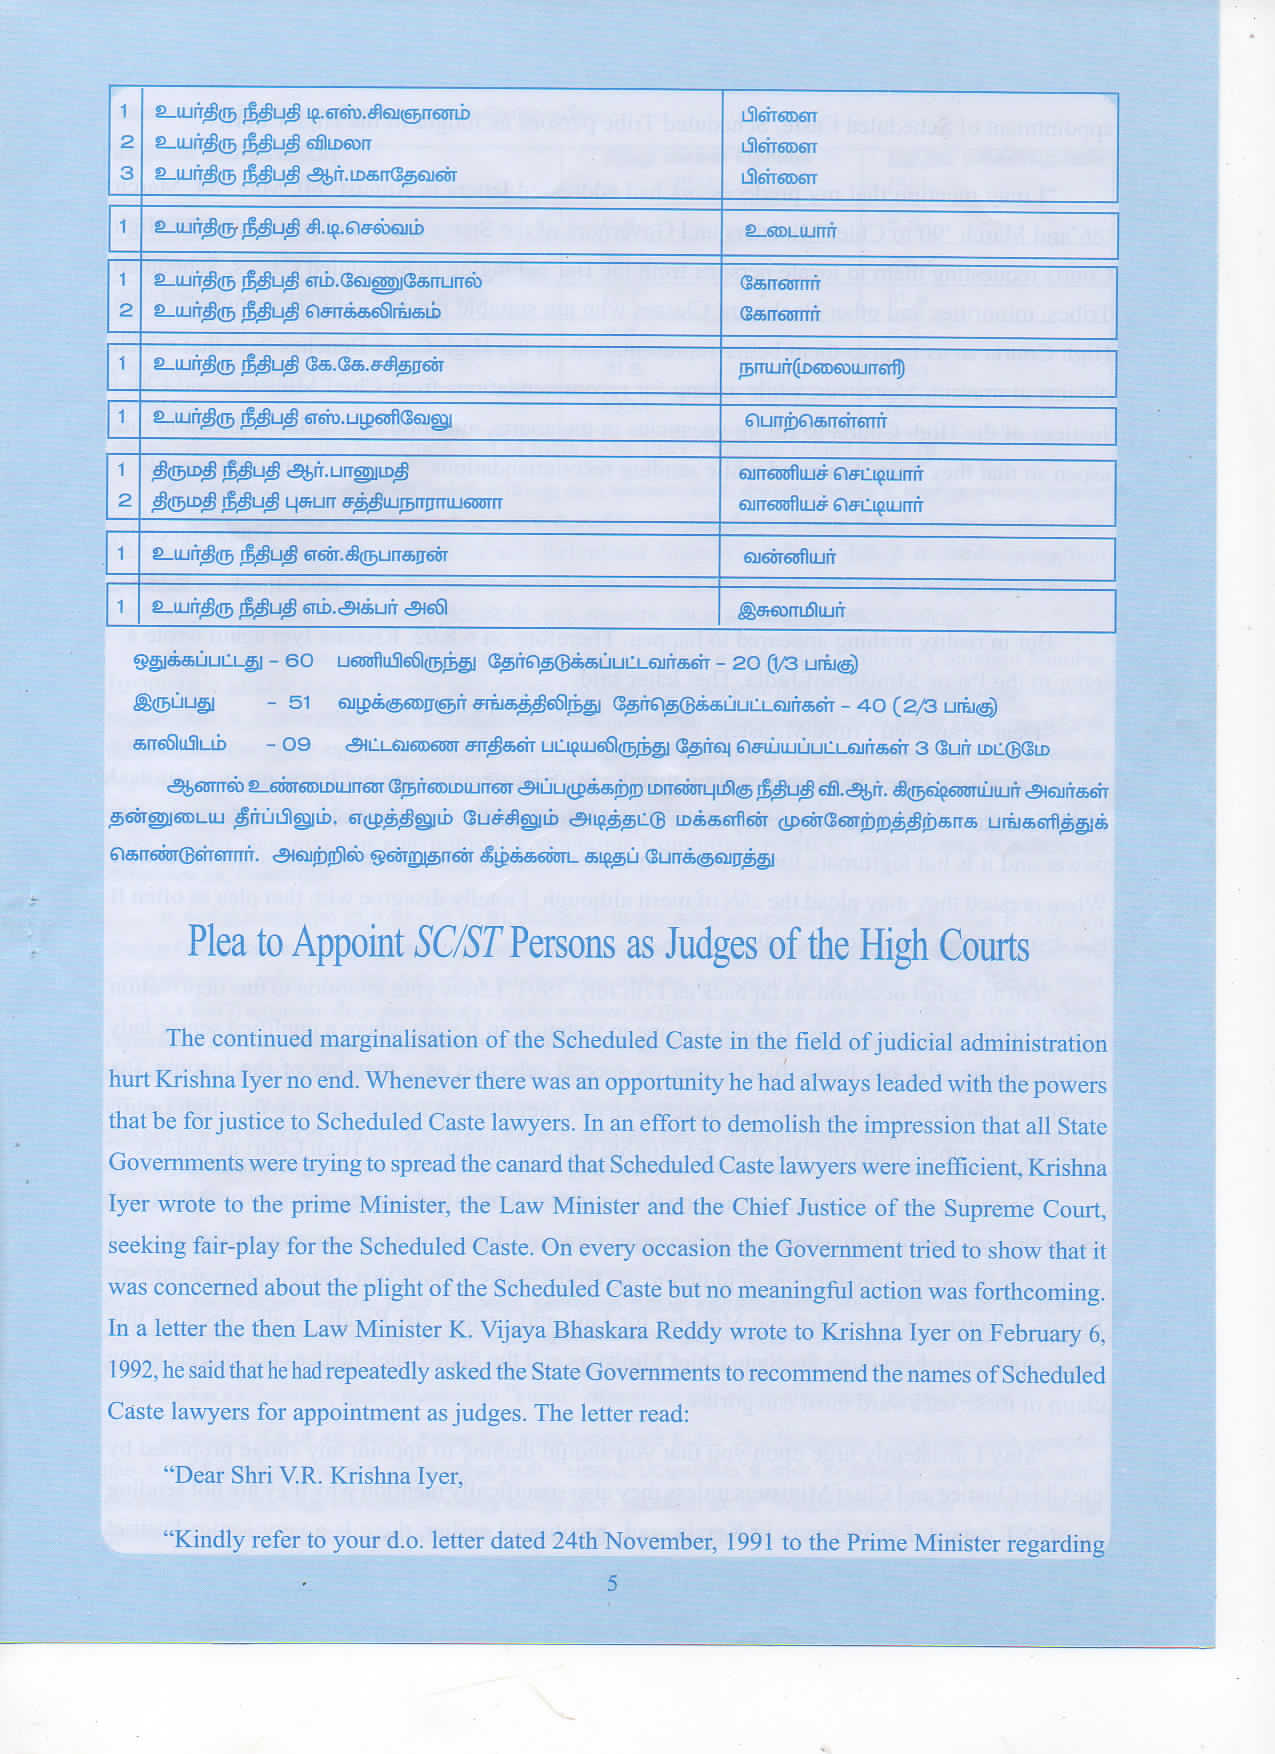 1 உயர்திரு நீதிபதி டி.எஸ்.சிவஞானம் பிள்ளை
2 உயர்திரு நீதிபதி விமலா பிள்ளை
3 உயர்திரு நீதிபதி ஆர்.மகாதேவன் பிள்ளை
1 உயர்திரு நீதிபதி சி.டி.செல்வம் உடையார்
1 உயர்திரு நீதிபதி எம்.வேணுகோபால் கோனார்
2 உயர்திரு நீதிபதி சொக்கலிங்கம் கோனார்
1 உயர்திரு நீதிபதி கே.கே.சசிதரன் நாயர்(மலையாளி)
1 உயர்திரு நீதிபதி எஸ்.பழனிவேலு பொற்கொள்ளர்
1 திருமதி நீதிபதி ஆர்.பானுமதி வாணியச் செட்டியார்
2 திருமதி நீதிபதி புசுபா சத்தியநாராயணா வாணியச் செட்டியார்
1 உயர்திரு நீதிபதி என்.கிருபாகரன் வன்னியர்
1 உயர்திரு நீதிபதி எம்.அக்பர் அலி இசுலாமியர்
ஒதுக்கப்பட்டது – 60 பணியிலிருந்து தேர்தெடுக்கப்பட்டவர்கள் – 20 (1/3 பங்கு)
இருப்பது – 51 வழக்குரைஞர் சங்கத்திலிந்து தேர்தெடுக்கப்பட்டவர்கள் – 40 ( 2/3 பங்கு)
காலியிடம் – 09 அட்டவணை சாதிகள் பட்டியலிருந்து தேர்வு செய்யப்பட்டவர்கள் 3 பேர் மட்டுமே
ஆனால் உண்மையான நேர்மையான அப்பழுக்கற்ற மாண்புமிகு நீதிபதி வி.ஆர். கிருஷ்ணய்யர் அவர்கள்
தன்னுடைய தீர்ப்பிலும், எழுத்திலும் பேச்சிலும் அடித்தட்டு மக்களின் முன்னேற்றத்திற்காக பங்களித்துக்
கொண்டுள்ளார். அவற்றில் ஒன்றுதான் கீழ்க்கண்ட கடிதப் போக்குவரத்து
Plea to Appoint SC/ST Persons as Judges of the High Courts
The continued marginalisation of the Scheduled Caste in the field of judicial administration
hurt Krishna Iyer no end. Whenever there was an opportunity he had always leaded with the powers
that be for justice to Scheduled Caste lawyers. In an effort to demolish the impression that all State
Governments were trying to spread the canard that Scheduled Caste lawyers were inefficient, Krishna
Iyer wrote to the prime Minister, the Law Minister and the Chief Justice of the Supreme Court,
seeking fair-play for the Scheduled Caste. On every occasion the Government tried to show that it
was concerned about the plight of the Scheduled Caste but no meaningful action was forthcoming.
In a letter the then Law Minister K. Vijaya Bhaskara Reddy wrote to Krishna Iyer on February 6,
1992, he said that he had repeatedly asked the State Governments to recommend the names of Scheduled
Caste lawyers for appointment as judges. The letter read:
“Dear Shri V.R. Krishna Iyer,
“Kindly refer to your d.o. letter dated 24th November, 1991 to the Prime Minister regarding
5